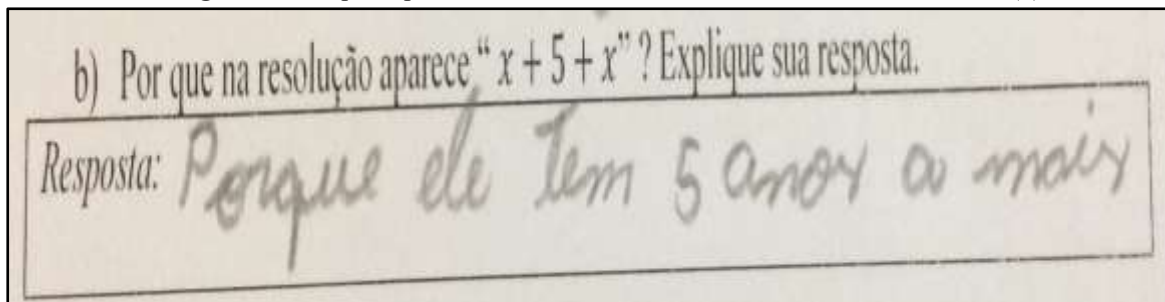 b) Por que na resolução aparece “ x + 5 + x” ? Explique sua resposta.
Resposta: Porque ele tem 5 anos a mais